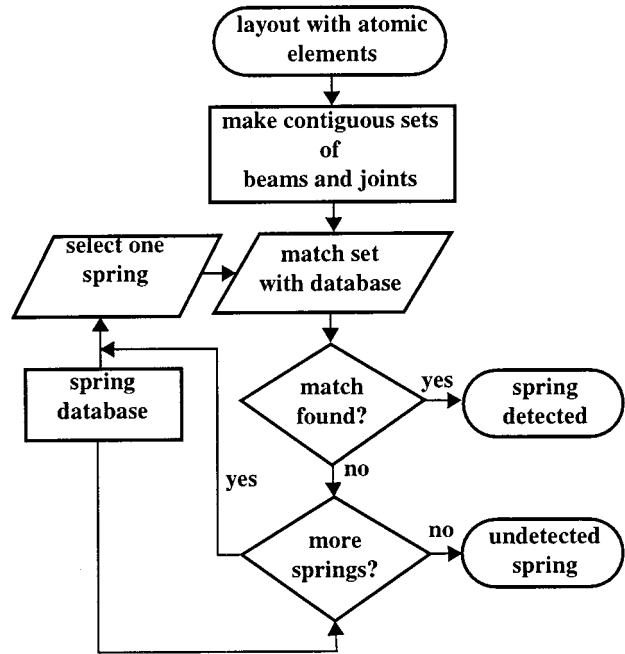 layout with atomic
elements
make contiguous sets
of
beams and joints
select one
spring
match set
with database
spring
database
match
found?
yes
spring
detected
no
yes
more
springs?
no
undetected
spring